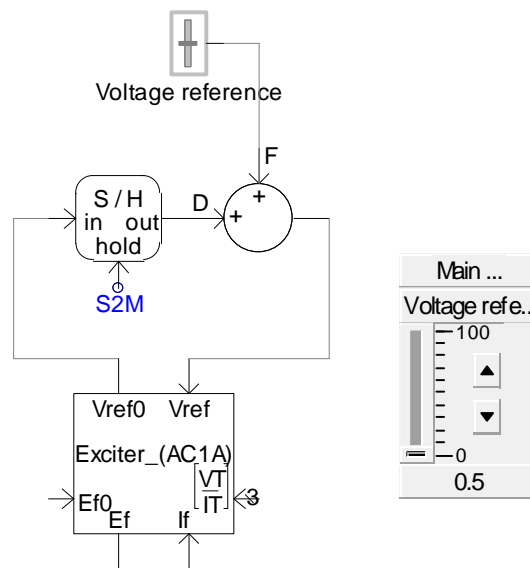 Voltage reference
F
S / H
in out
hold
D
+
+
S2M
Main ...
Voltage refe..
100
0
0.5
Vref0 Vref
Exciter_(AC1A)
VT
IT
3
Ef0
Ef If